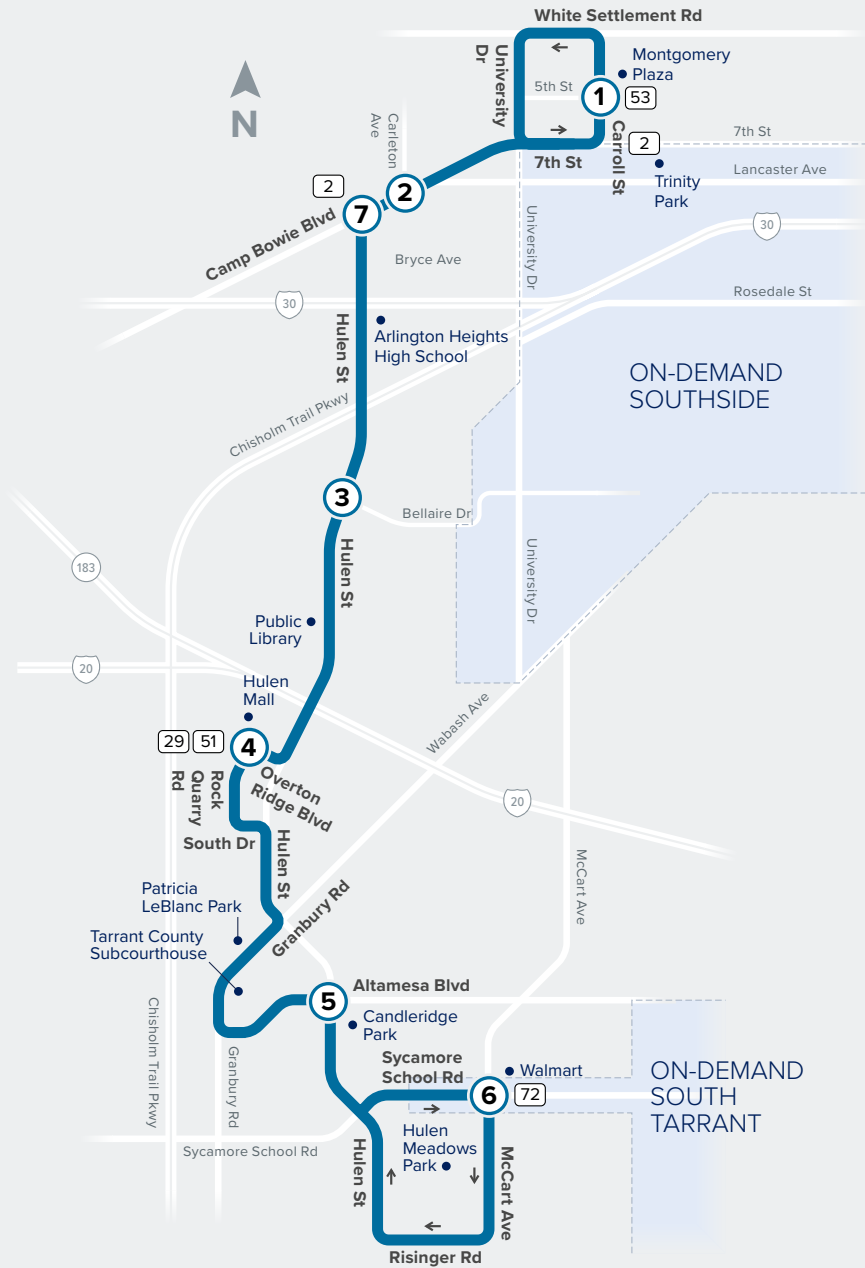 White Settlement Rd
University
Dr
Montgomery
Plaza
5th St
1
53
N
Carleton
Ave
Carroll St
2
7th St
7th St
Lancaster Ave
Trinity
Park
2
2
7
Camp Bowie Blvd
University Dr
30
Bryce Ave
30
Rosedale St
Hulen St
Arlington Heights
High School
ON-DEMAND
SOUTHSIDE
Chisholm Trail Pkwy
3
Bellaire Dr
183
Hulen St
University Dr
Public
Library
20
Hulen
Mall
Wabash Ave
29
51
4
Overton
Ridge Blvd
Rock
Quarry
Rd
20
South Dr
Hulen St
McCart Ave
Patricia
LeBlanc Park
Granbury Rd
Tarrant County
Subcourthouse
5
Altamesa Blvd
Candleridge
Park
Chisholm Trail Pkwy
Granbury Rd
Sycamore
School Rd
Walmart
ON-DEMAND
SOUTH
TARRANT
6
72
Sycamore School Rd
Hulen
Meadows
Park
Hulen St
McCart Ave
Risinger Rd